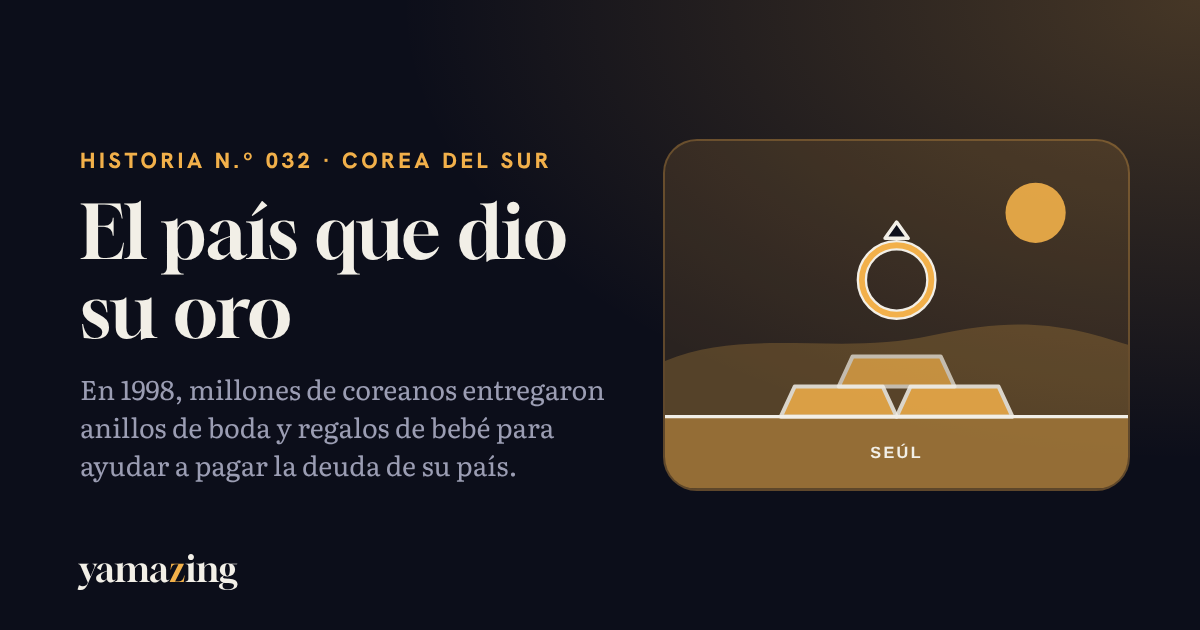 HISTORIA N.º 032 · COREA DEL SUR
El país que dio
su oro
En 1998, millones de coreanos entregaron
anillos de boda y regalos de bebé para
ayudar a pagar la deuda de su país.
SEÚL
yamazing